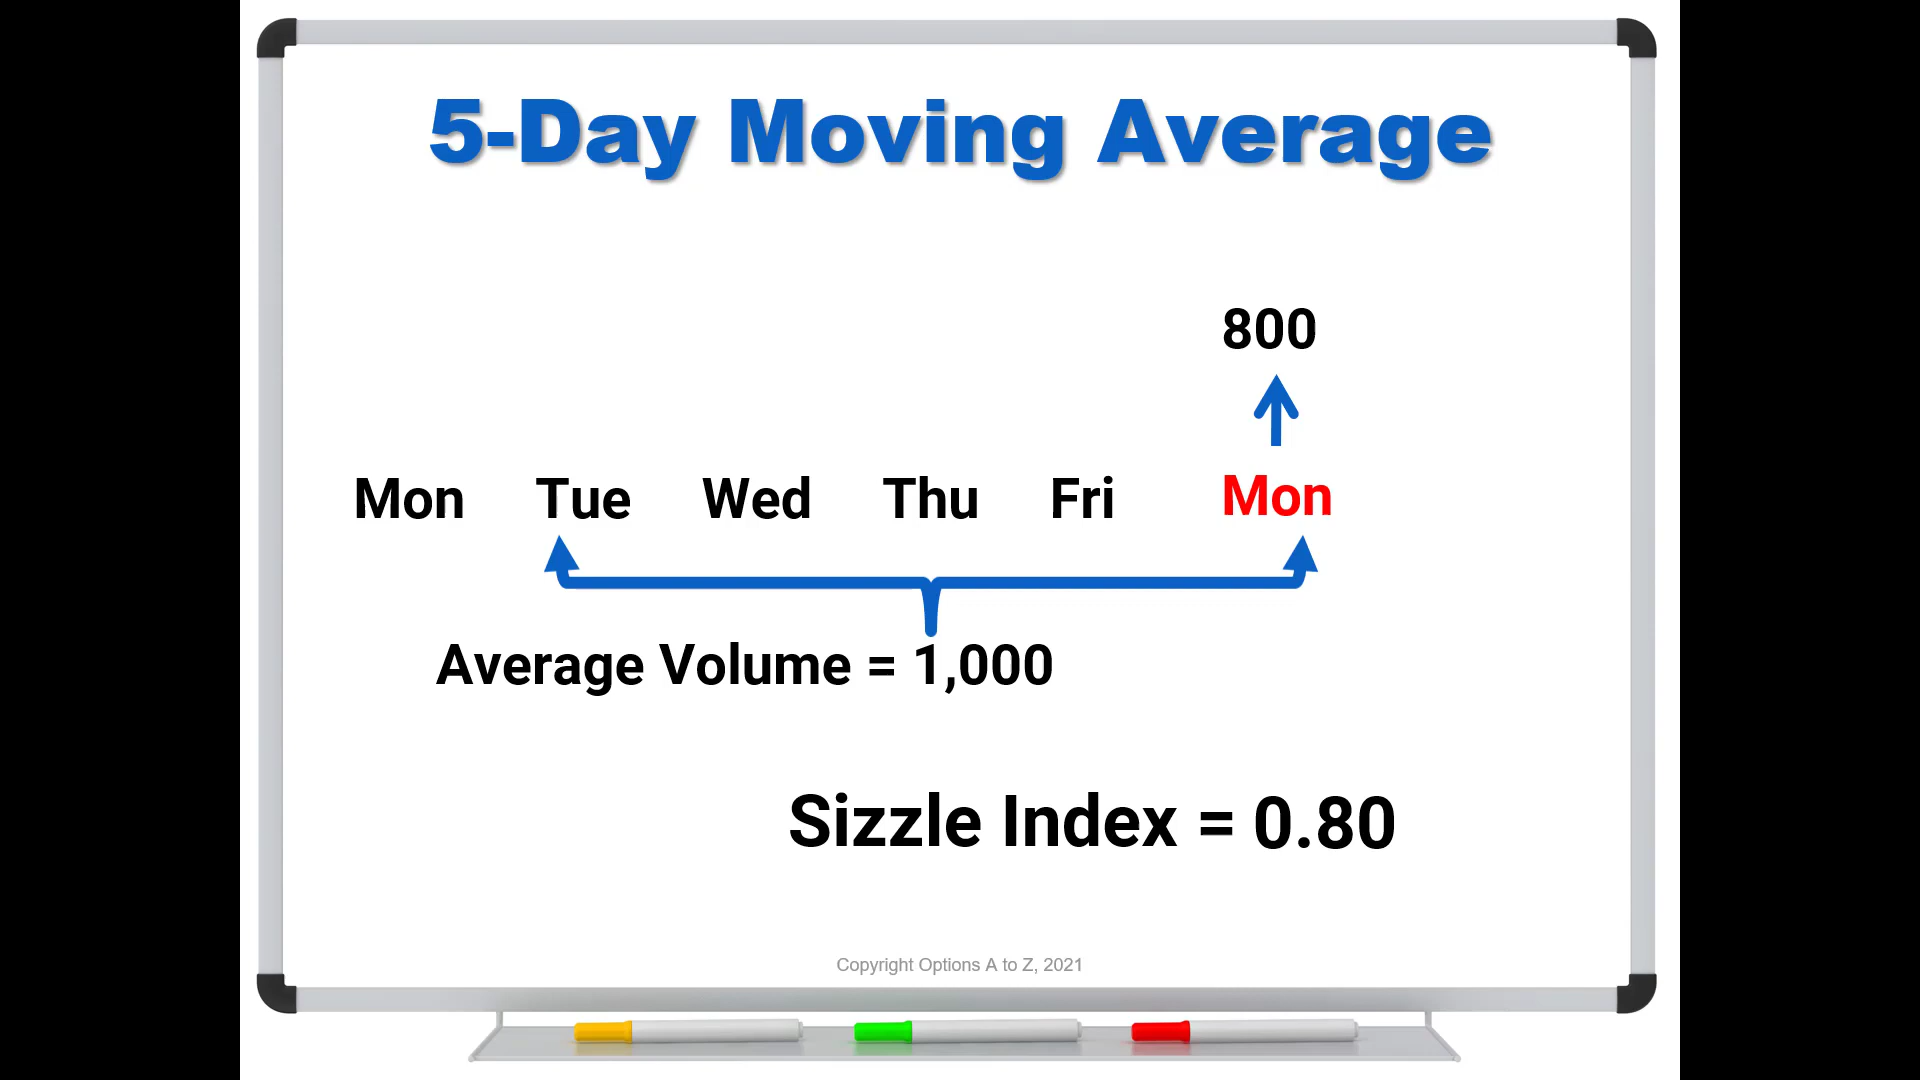 5-Day Moving Average
800
Mon Tue Wed Thu Fri Mon
Average Volume = 1,000
Sizzle Index = 0.80
Copyright Options A to Z, 2021